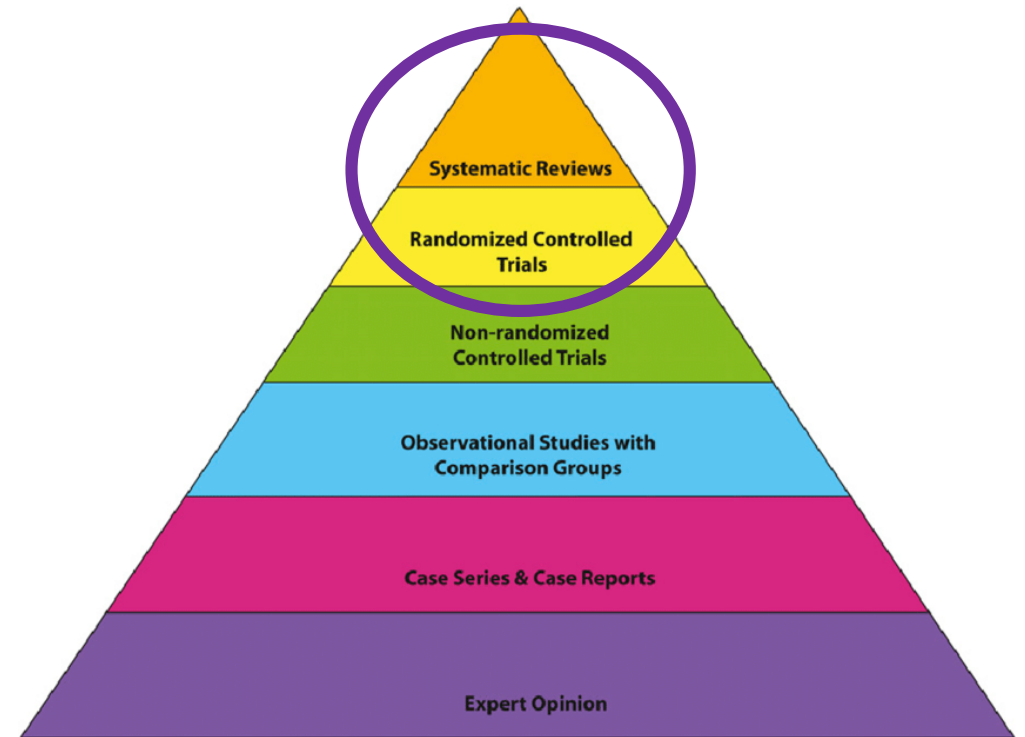 Systematic Reviews
Randomized Controlled
Trials
Non-randomized
Controlled Trials
Observational Studies with
Comparison Groups
Case Series & Case Reports
Expert Opinion